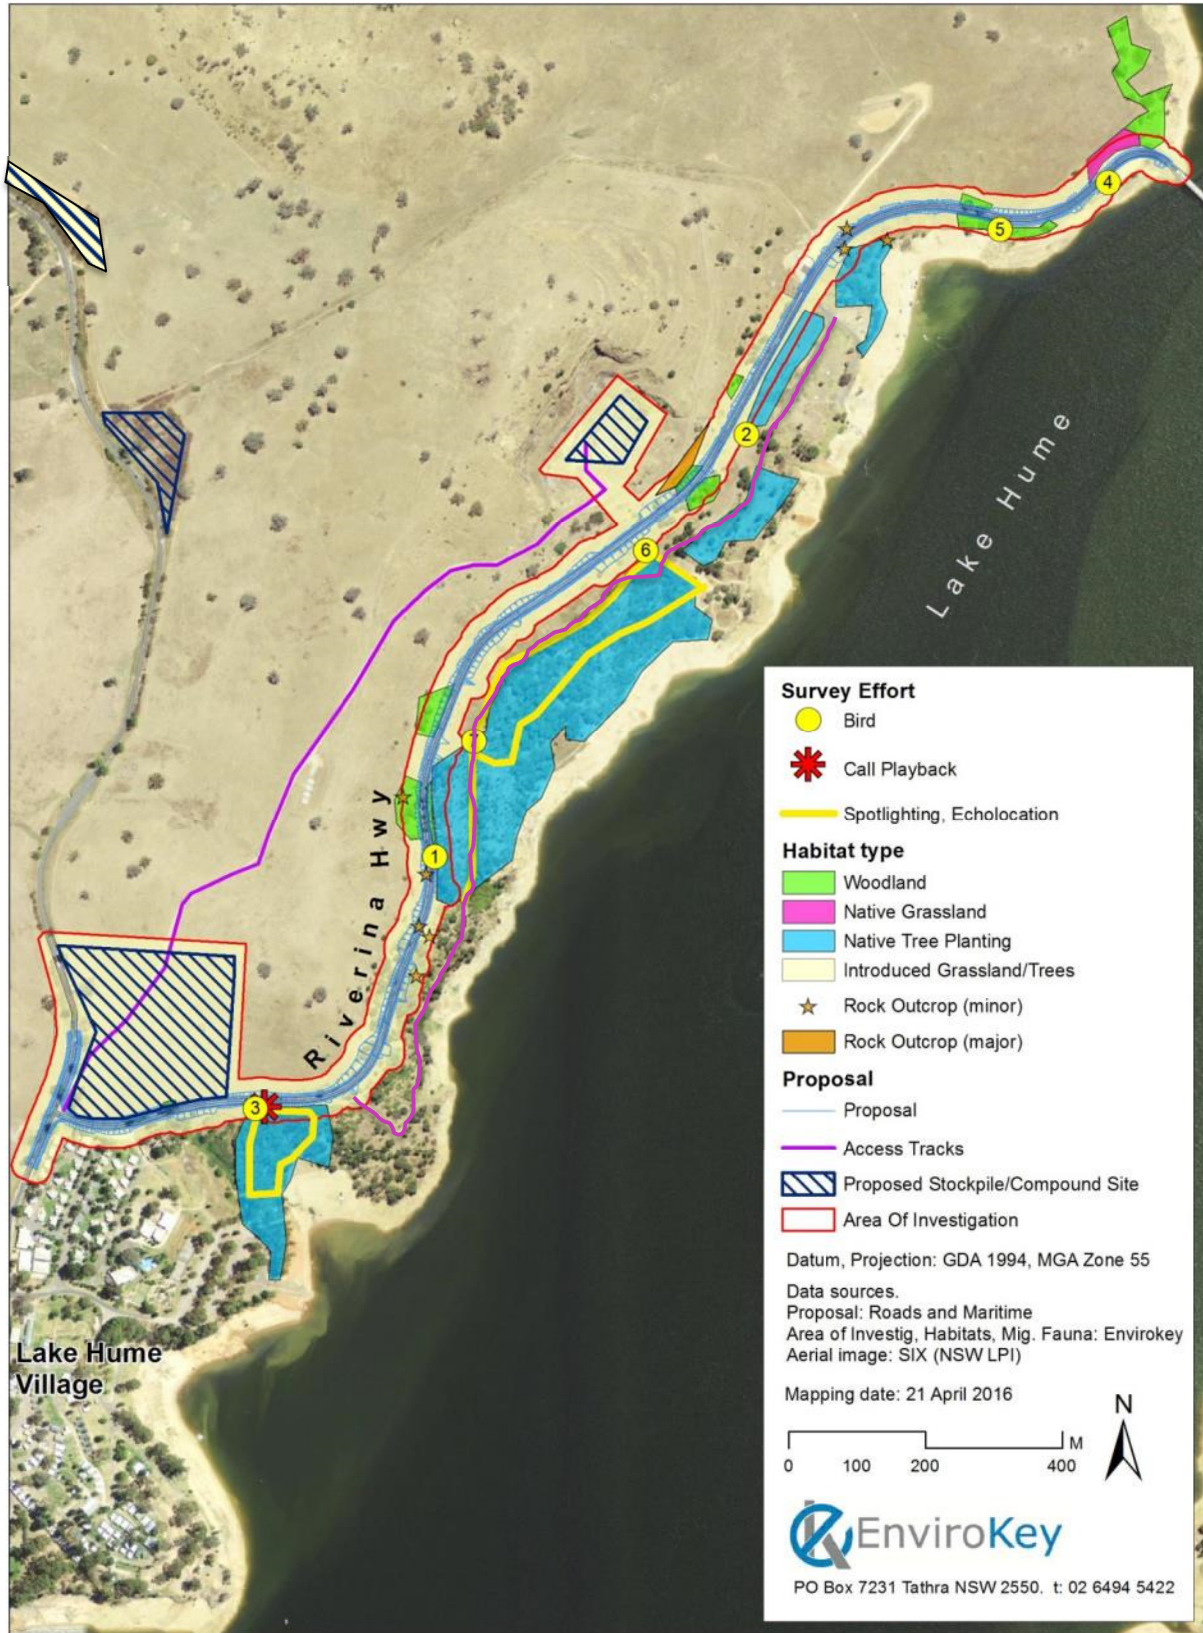 4
5
2
6
7
1
3
Lake Hume
Riverina Hwy
Lake Hume
Village
Survey Effort
Bird
Call Playback
Spotlighting, Echolocation
Habitat type
Woodland
Native Grassland
Native Tree Planting
Introduced Grassland/Trees
Rock Outcrop (minor)
Rock Outcrop (major)
Proposal
Proposal
Access Tracks
Proposed Stockpile/Compound Site
Area Of Investigation
Datum, Projection: GDA 1994, MGA Zone 55
Data sources.
Proposal: Roads and Maritime
Area of Investig, Habitats, Mig. Fauna: Envirokey
Aerial image: SIX (NSW LPI)
Mapping date: 21 April 2016
N
M
0 100 200 400
EnviroKey
PO Box 7231 Tathra NSW 2550. t: 02 6494 5422